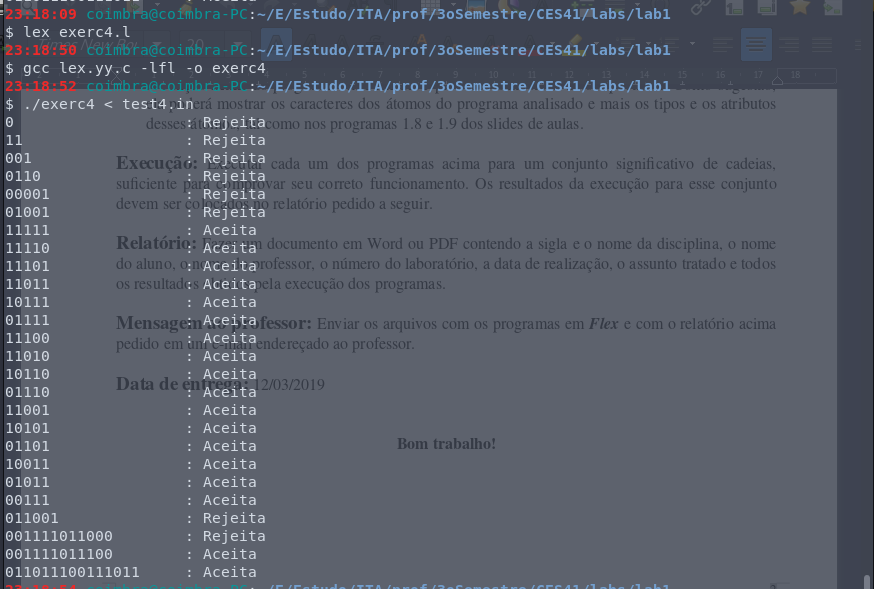 23:18:09 coimbra@coimbra-PC:~/E/Estudo/ITA/prof/3oSemestre/CES41/labs/lab1
$ lex exerc4.l
23:18:50 coimbra@coimbra-PC:~/E/Estudo/ITA/prof/3oSemestre/CES41/labs/lab1
$ gcc lex.yy.c -lfl -o exerc4
23:18:52 coimbra@coimbra-PC:~/E/Estudo/ITA/prof/3oSemestre/CES41/labs/lab1
$ ./exerc4 < test4.in
0 : Rejeita
11 : Rejeita
001 : Rejeita
0110 : Rejeita
00001 : Rejeita
01001 : Rejeita
11111 : Aceita
11110 : Aceita
11101 : Aceita
11011 : Aceita
10111 : Aceita
01111 : Aceita
11100 : Aceita
11010 : Aceita
10110 : Aceita
01110 : Aceita
11001 : Aceita
10101 : Aceita
01101 : Aceita
10011 : Aceita
01011 : Aceita
00111 : Aceita
011001 : Rejeita
001111011000 : Rejeita
001111011100 : Aceita
011011100111011 : Aceita
coimbra@coimbra-PC:~/E/Estudo/ITA/prof/3oSemestre/CES41/labs/lab1
mostrar os caracteres dos átomos do programa analisado e mais os tipos e os atributos
desses como nos programas 1.8 e 1.9 dos slides de aulas.
Execução: Executar cada um dos programas acima para um conjunto significativo de cadeias,
suficiente para comprovar seu correto funcionamento. Os resultados da execução para esse conjunto
devem ser colocados no relatório pedido a seguir.
Relatório: Fazer um documento em Word ou PDF contendo a sigla e o nome da disciplina, o nome
do aluno, o nome do professor, o número do laboratório, a data de realização, o assunto tratado e todos
os resultados pela execução dos programas.
Mensagem ao professor: Enviar os arquivos com os programas em Flex e com o relatório acima
pedido em um e-mail endereçado ao professor.
Data de entrega: 12/03/2019
Bom trabalho!